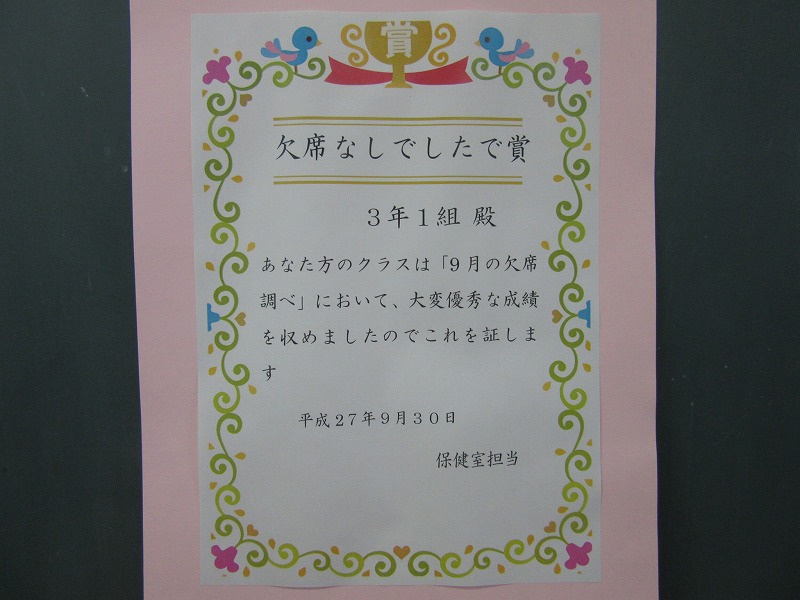 賞
欠席なしでしたで賞
３年１組 殿
あなた方のクラスは「９月の欠席
調べ」において、大変優秀な成績
を収めましたのでこれを証しま
す
平成２７年９月３０日
保健室担当